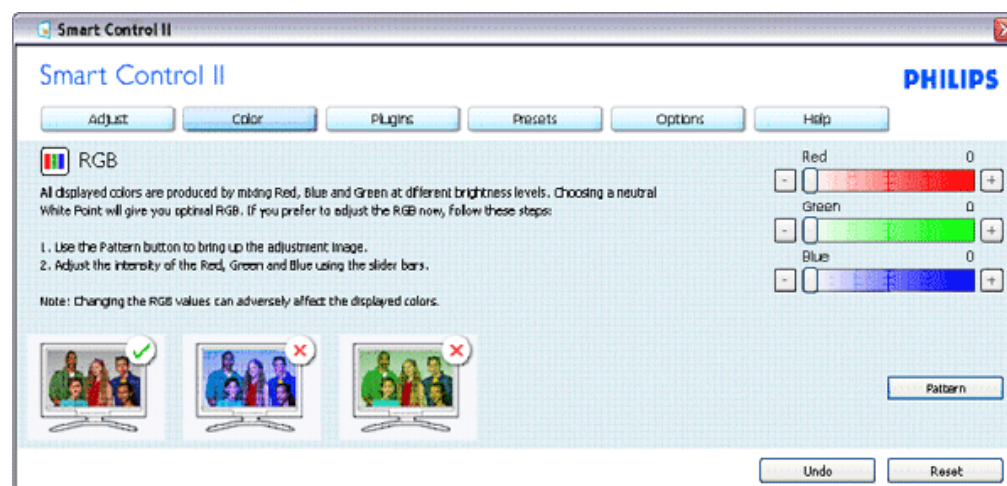 Smart Control II
Smart Control II
PHILIPS
Adjust Color Plugins Presets Options Help
RGB
All displayed colors are produced by mixing Red, Blue and Green at different brightness levels. Choosing a neutral
White Point will give you optimal RGB. If you prefer to adjust the RGB now, follow these steps:
1. Use the Pattern button to bring up the adjustment image.
2. Adjust the intensity of the Red, Green and Blue using the slider bars.
Note: Changing the RGB values can adversely affect the displayed colors.
Red 0
- +
Green 0
- +
Blue 0
- +
Pattern
Undo Reset